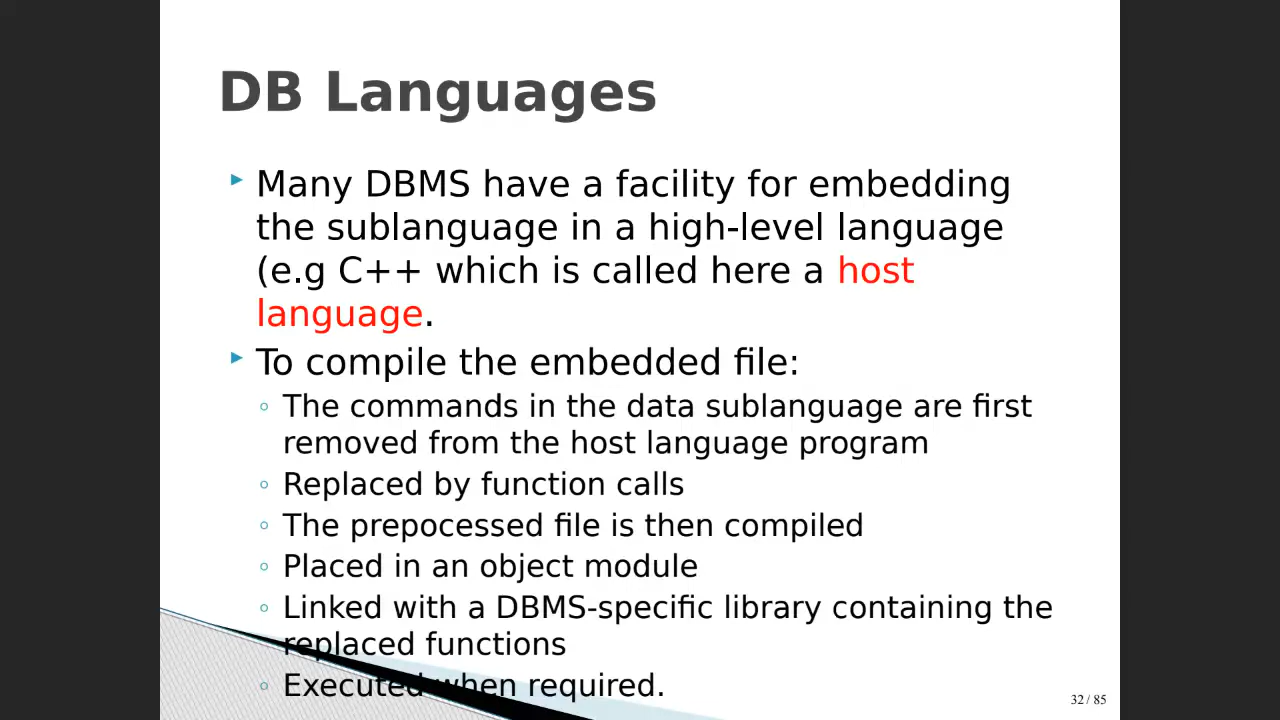 DB Languages
Many DBMS have a facility for embedding
the sublanguage in a high-level language
(e.g C++ which is called here a host
language.
To compile the embedded file:
The commands in the data sublanguage are first
removed from the host language program
Replaced by function calls
The prepocessed file is then compiled
Placed in an object module
Linked with a DBMS-specific library containing the
replaced functions
Executed when required.
32 / 85